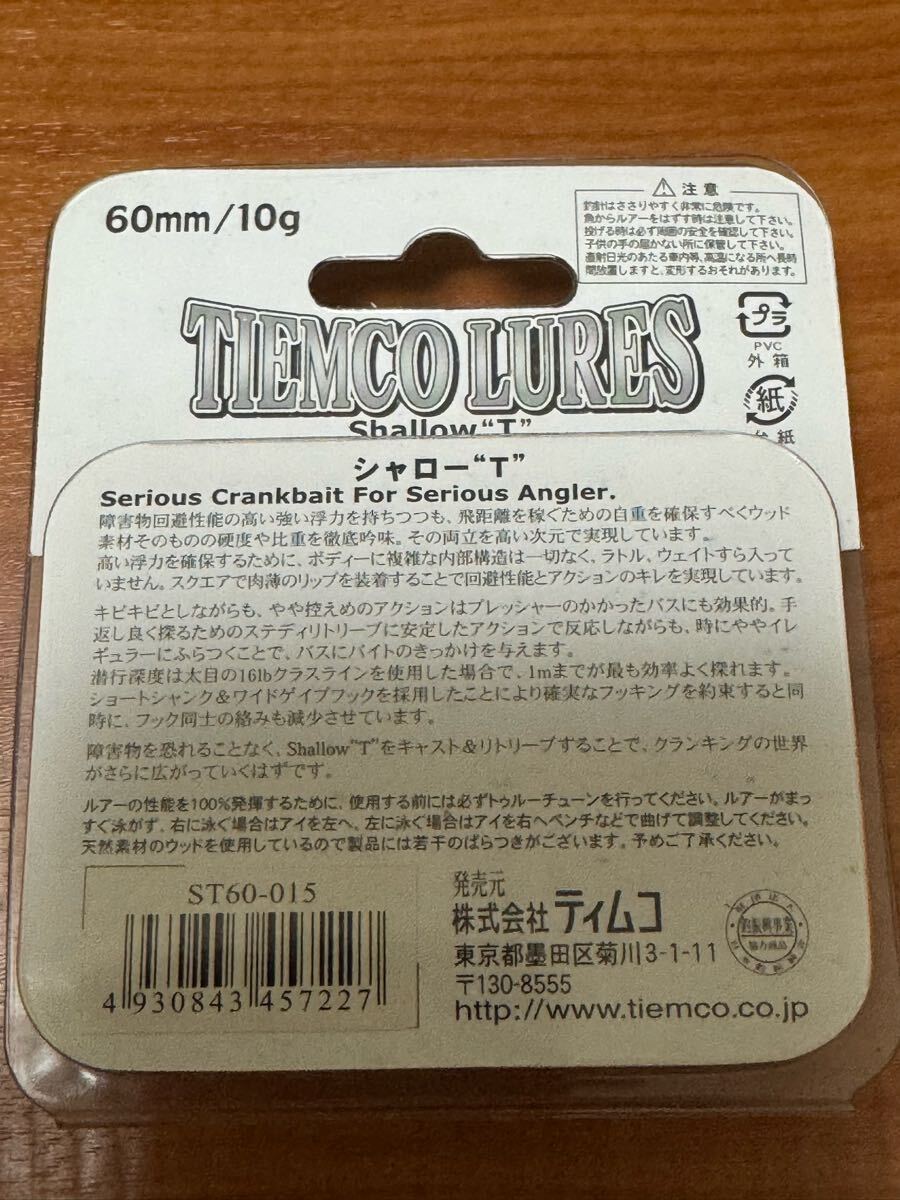 60mm/10g
⚠ 注意
釣針はささりやすく非常に危険です。
魚からルアーをはずす時は注意して下さい。
投げる時は必ず周囲の安全を確認して下さい。
子供の手の届かない所に保管して下さい。
直射日光のあたる車内等、高温になる所へ長時
間放置しますと、変形するおそれがあります。
プラ
PVC
外箱
紙
台紙
TIEMCO LURES
Shallow“T”
シャロー“T”
Serious Crankbait For Serious Angler.
障害物回避性能の高い強い浮力を持ちつつも、飛距離を稼ぐための自重を確保すべくウッド
素材そのものの硬度や比重を徹底吟味。その両立を高い次元で実現しています。
高い浮力を確保するために、ボディーに複雑な内部構造は一切なく、ラトル、ウェイトすら入って
いません。スクエアで肉薄のリップを装着することで回避性能とアクションのキレを実現しています。
キビキビとしながらも、やや控えめのアクションはプレッシャーのかかったバスにも効果的。手
返し良く探るためのステディリトリーブに安定したアクションで反応しながらも、時にややイレ
ギュラーにふらつくことで、バスにバイトのきっかけを与えます。
潜行深度は太目の16lbクラスラインを使用した場合で、1mまでが最も効率よく探れます。
ショートシャンク＆ワイドゲイブフックを採用したことにより確実なフッキングを約束すると同
時に、フック同士の絡みも減少させています。
障害物を恐れることなく、Shallow“T”をキャスト＆リトリーブすることで、クランキングの世界
がさらに広がっていくはずです。
ルアーの性能を100%発揮するために、使用する前には必ずトゥルーチューンを行ってください。ルアーがまっ
すぐ泳がず、右に泳ぐ場合はアイを左へ、左に泳ぐ場合はアイを右へペンチなどで曲げて調整してください。
天然素材のウッドを使用しているので製品には若干のばらつきがございます。予めご了承ください。
ST60-015
4 930843 457227
発売元
株式会社 ティムコ
東京都墨田区菊川3-1-11
〒130-8555
http://www.tiemco.co.jp